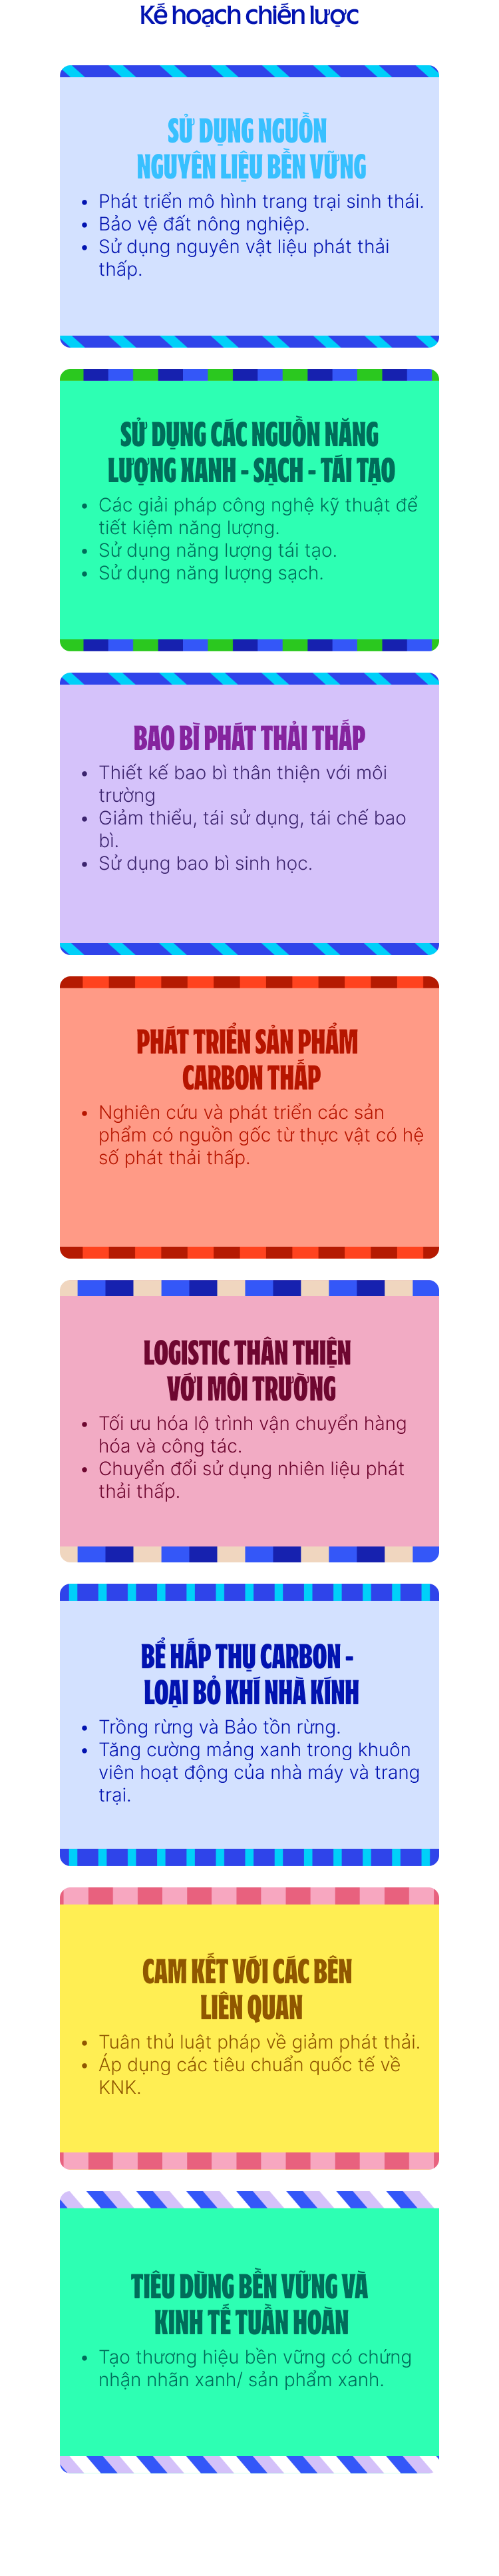 Kế hoạch chiến lược
SỬ DỤNG NGUỒN
NGUYÊN LIỆU BỀN VỮNG
• Phát triển mô hình trang trại sinh thái.
• Bảo vệ đất nông nghiệp.
• Sử dụng nguyên vật liệu phát thải
thấp.
SỬ DỤNG CÁC NGUỒN NĂNG
LƯỢNG XANH - SẠCH - TÁI TẠO
• Các giải pháp công nghệ kỹ thuật để
tiết kiệm năng lượng.
• Sử dụng năng lượng tái tạo.
• Sử dụng năng lượng sạch.
BAO BÌ PHÁT THẢI THẤP
• Thiết kế bao bì thân thiện với môi
trường
• Giảm thiểu, tái sử dụng, tái chế bao
bì.
• Sử dụng bao bì sinh học.
PHÁT TRIỂN SẢN PHẨM
CARBON THẤP
• Nghiên cứu và phát triển các sản
phẩm có nguồn gốc từ thực vật có hệ
số phát thải thấp.
LOGISTIC THÂN THIỆN
VỚI MÔI TRƯỜNG
• Tối ưu hóa lộ trình vận chuyển hàng
hóa và công tác.
• Chuyển đổi sử dụng nhiên liệu phát
thải thấp.
BỂ HẤP THỤ CARBON -
LOẠI BỎ KHÍ NHÀ KÍNH
• Trồng rừng và Bảo tồn rừng.
• Tăng cường mảng xanh trong khuôn
viên hoạt động của nhà máy và trang
trại.
CAM KẾT VỚI CÁC BÊN
LIÊN QUAN
• Tuân thủ luật pháp về giảm phát thải.
• Áp dụng các tiêu chuẩn quốc tế về
KNK.
TIÊU DÙNG BỀN VỮNG VÀ
KINH TẾ TUẦN HOÀN
• Tạo thương hiệu bền vững có chứng
nhận nhãn xanh/ sản phẩm xanh.